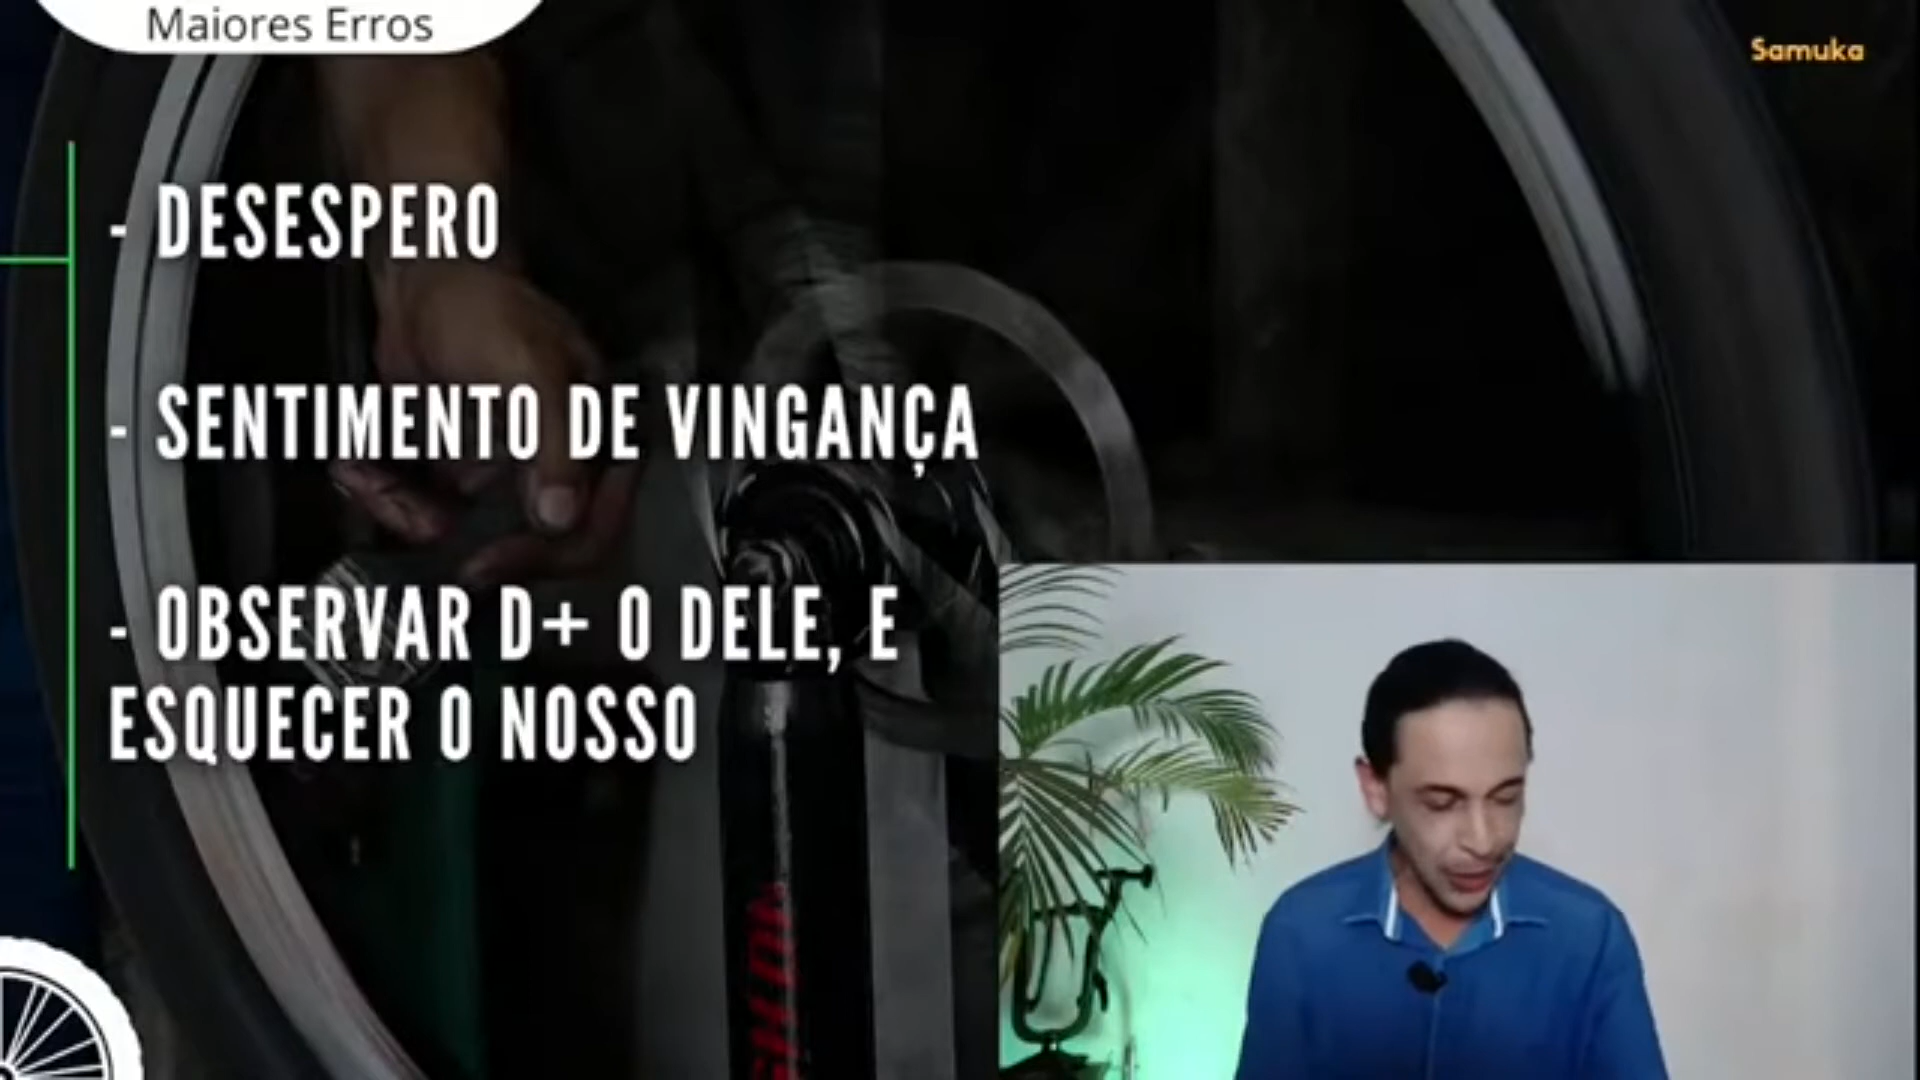 Maiores Erros
Samuka
- DESESPERO
- SENTIMENTO DE VINGANÇA
- OBSERVAR D+ O DELE, E
ESQUECER O NOSSO